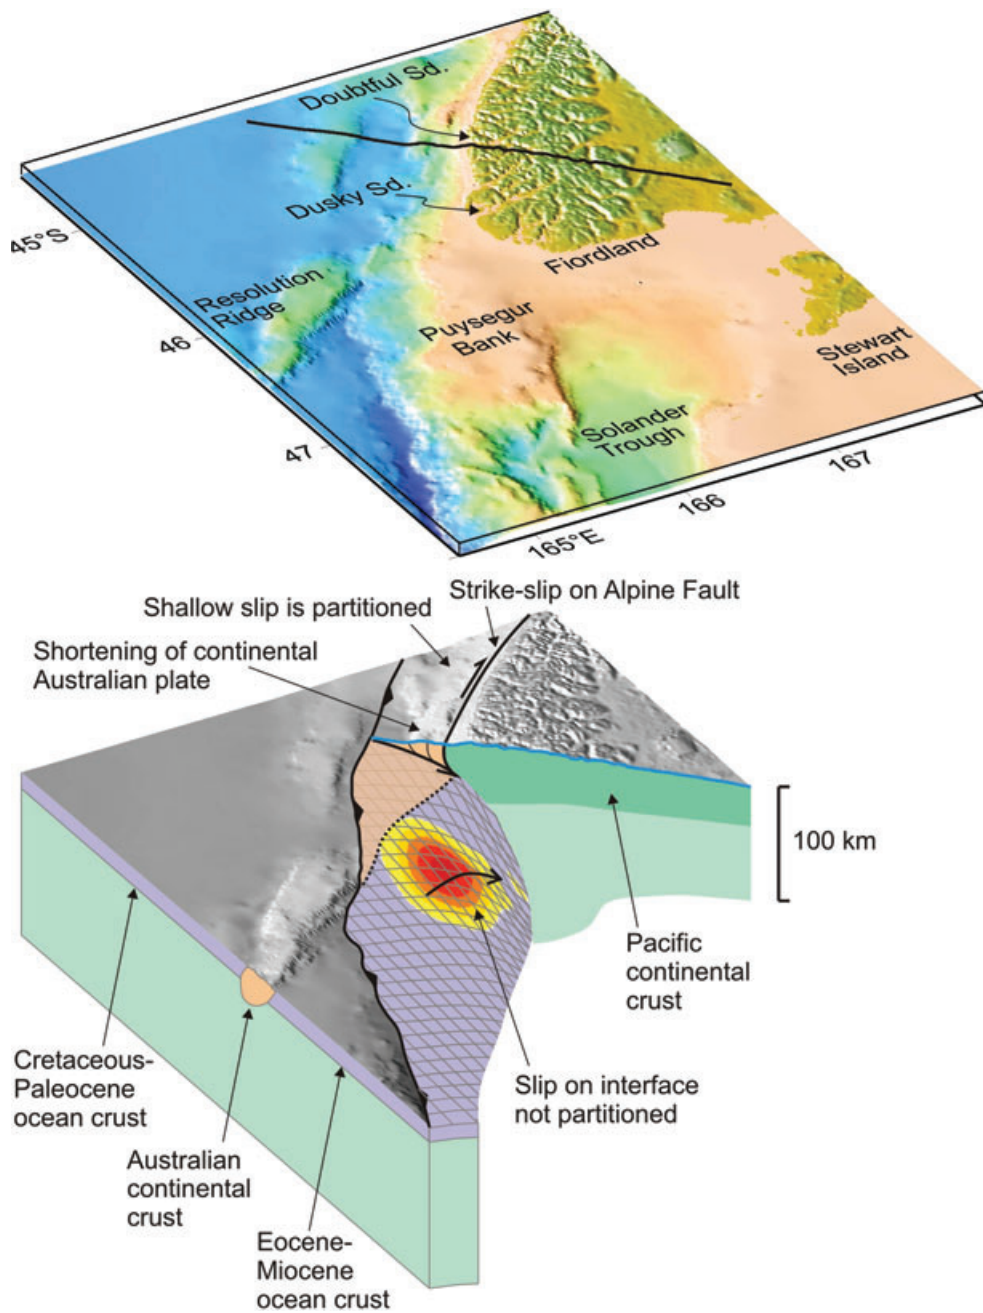 Doubtful Sd.
Dusky Sd.
45°S
Resolution
Ridge
46
Fiordland
Puysegur
Bank
Stewart
Island
Solander
Trough
47
167
166
165°E
Strike-slip on Alpine Fault
Shallow slip is partitioned
Shortening of continental
Australian plate
100 km
Pacific
continental
crust
Cretaceous-
Paleocene
ocean crust
Slip on interface
not partitioned
Australian
continental
crust
Eocene-
Miocene
ocean crust